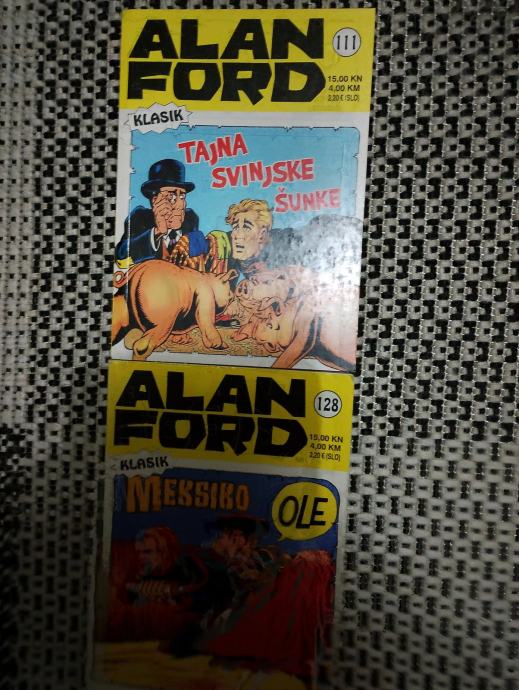 ALAN
FORD
111
15,00 KN
4,00 KM
2,20 € (SLO)
KLASIK
TAJNA
SVINJSKE
ŠUNKE
ALAN
FORD
128
15,00 KN
4,00 KM
2,20 € (SLO)
KLASIK
MEKSIKO
OLE